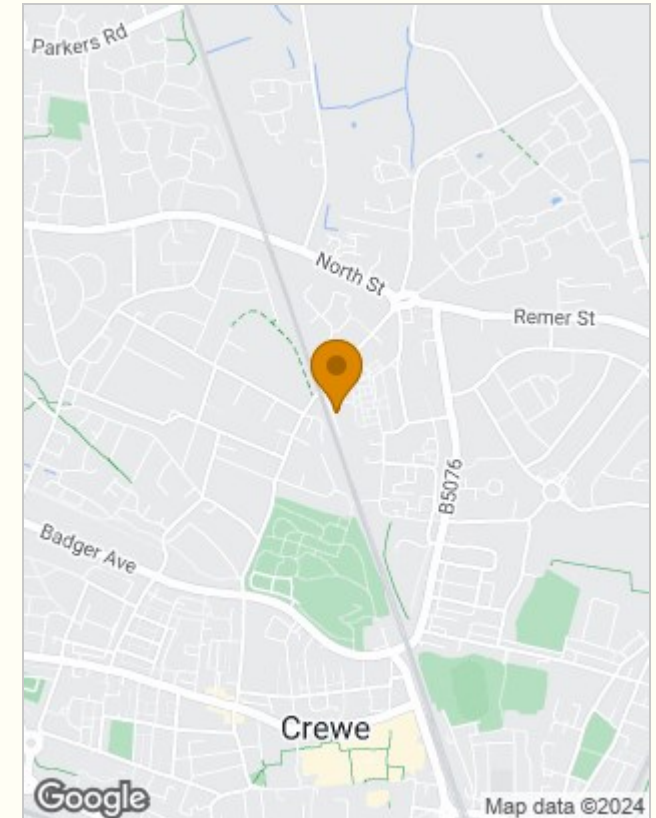 Parkers Rd
North St
Remer St
B5076
Badger Ave
Crewe
Google
Map data ©2024